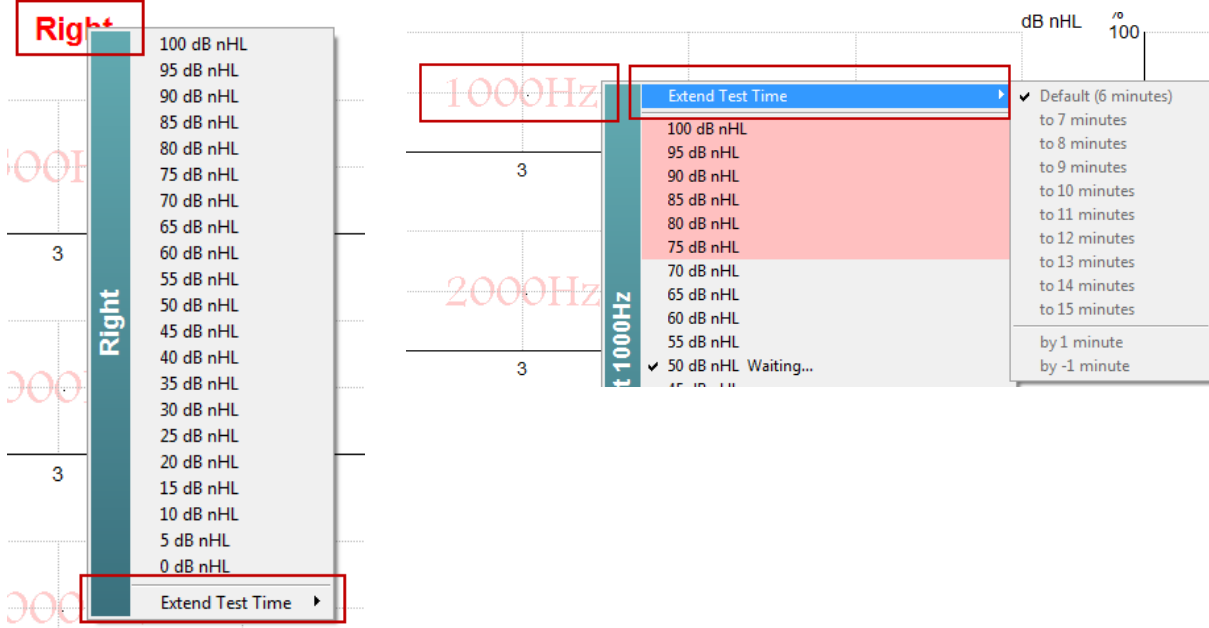 Right
100 dB nHL
95 dB nHL
90 dB nHL
85 dB nHL
80 dB nHL
75 dB nHL
70 dB nHL
65 dB nHL
60 dB nHL
55 dB nHL
50 dB nHL
45 dB nHL
40 dB nHL
35 dB nHL
30 dB nHL
25 dB nHL
20 dB nHL
15 dB nHL
10 dB nHL
5 dB nHL
0 dB nHL
Extend Test Time
Right
3
3
dB nHL %
100
1000Hz
2000Hz
3
3
Extend Test Time
100 dB nHL
95 dB nHL
90 dB nHL
85 dB nHL
80 dB nHL
75 dB nHL
70 dB nHL
65 dB nHL
60 dB nHL
55 dB nHL
50 dB nHL Waiting...
1000Hz
Default (6 minutes)
to 7 minutes
to 8 minutes
to 9 minutes
to 10 minutes
to 11 minutes
to 12 minutes
to 13 minutes
to 14 minutes
to 15 minutes
by 1 minute
by -1 minute